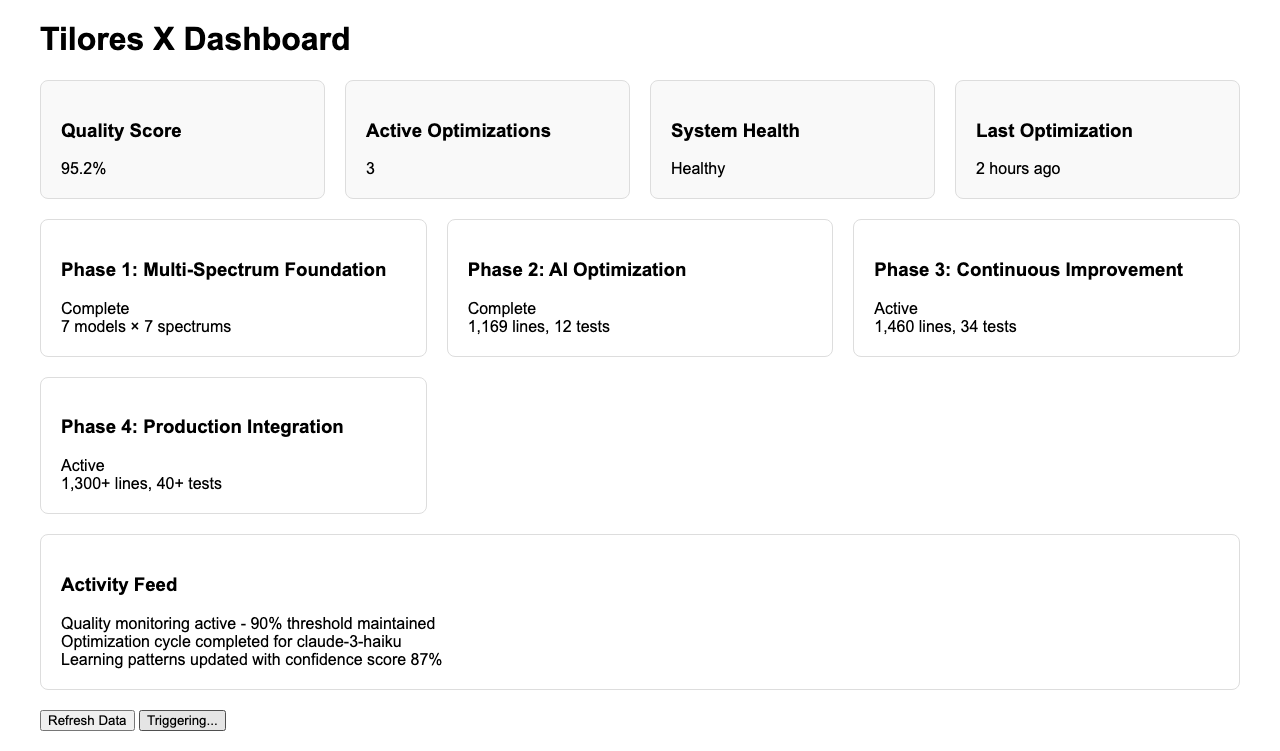 Tilores X Dashboard
Quality Score
95.2%
Active Optimizations
3
System Health
Healthy
Last Optimization
2 hours ago
Phase 1: Multi-Spectrum Foundation
Complete
7 models × 7 spectrums
Phase 2: AI Optimization
Complete
1,169 lines, 12 tests
Phase 3: Continuous Improvement
Active
1,460 lines, 34 tests
Phase 4: Production Integration
Active
1,300+ lines, 40+ tests
Activity Feed
Quality monitoring active - 90% threshold maintained
Optimization cycle completed for claude-3-haiku
Learning patterns updated with confidence score 87%
Refresh Data
Triggering...